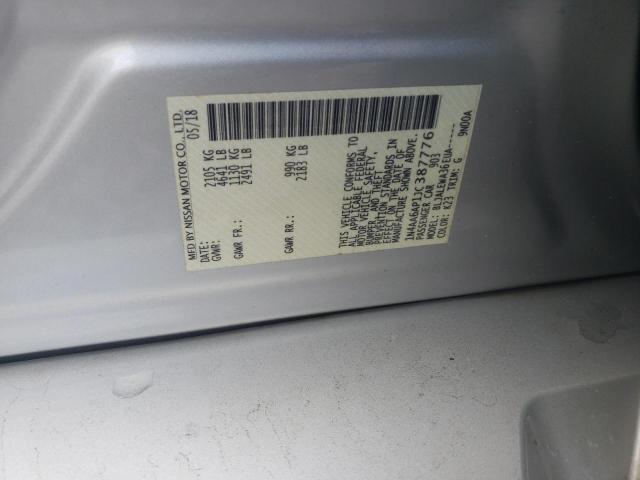 MFD BY NISSAN MOTOR CO., LTD.
DATE: 05/18
GVWR: 2105 KG
4641 LB
GAWR FR.: 1130 KG
2491 LB
GAWR RR.: 990 KG
2183 LB
THIS VEHICLE CONFORMS TO
ALL APPLICABLE FEDERAL
MOTOR VEHICLE SAFETY,
BUMPER, AND THEFT
PREVENTION STANDARDS IN
EFFECT ON THE DATE OF
MANUFACTURE SHOWN ABOVE.
1N4AA6AP1JC387776
PASSENGER CAR 903
MODEL: BLJALEWA36EUA------
COLOR: K23 TRIM: G 9N00A